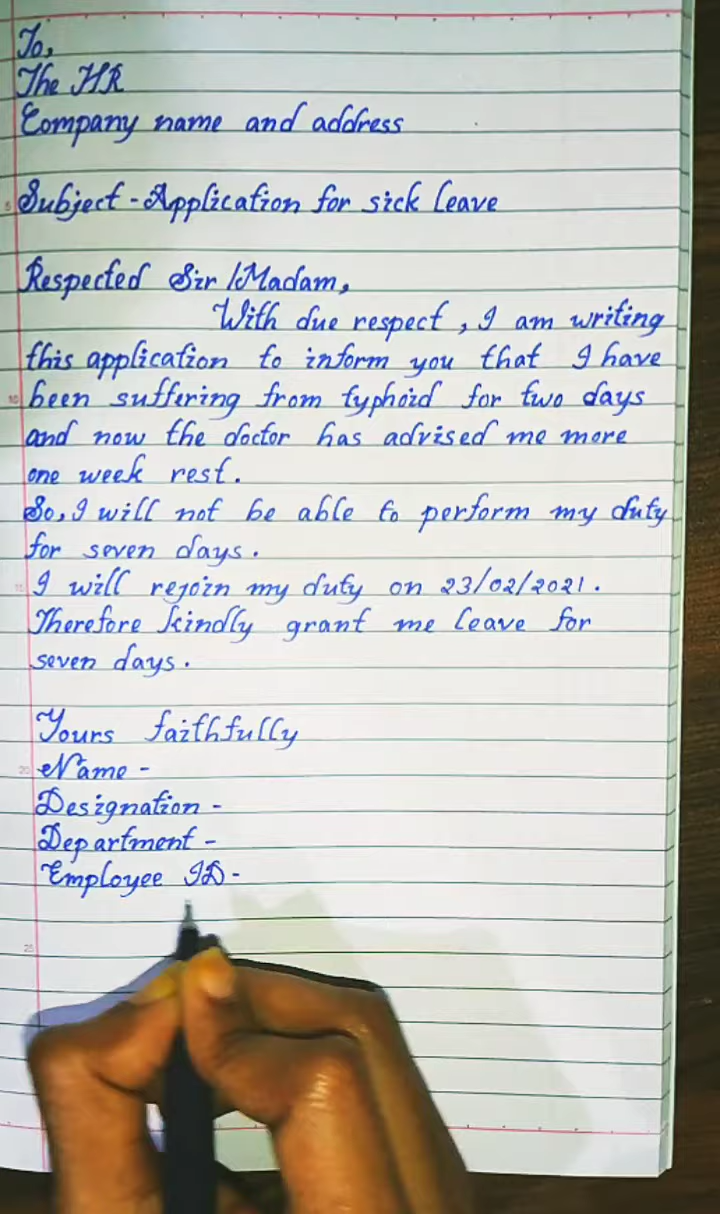 To,
The HR
Company name and address
Subject - Application for sick leave
Respected Sir/Madam,
With due respect, I am writing
this application to inform you that I have
been suffering from typhoid for two days
and now the doctor has advised me more
one week rest.
So, I will not be able to perform my duty
for seven days.
I will rejoin my duty on 23/02/2021.
Therefore kindly grant me leave for
seven days.
Yours faithfully
Name -
Designation -
Department -
Employee ID -